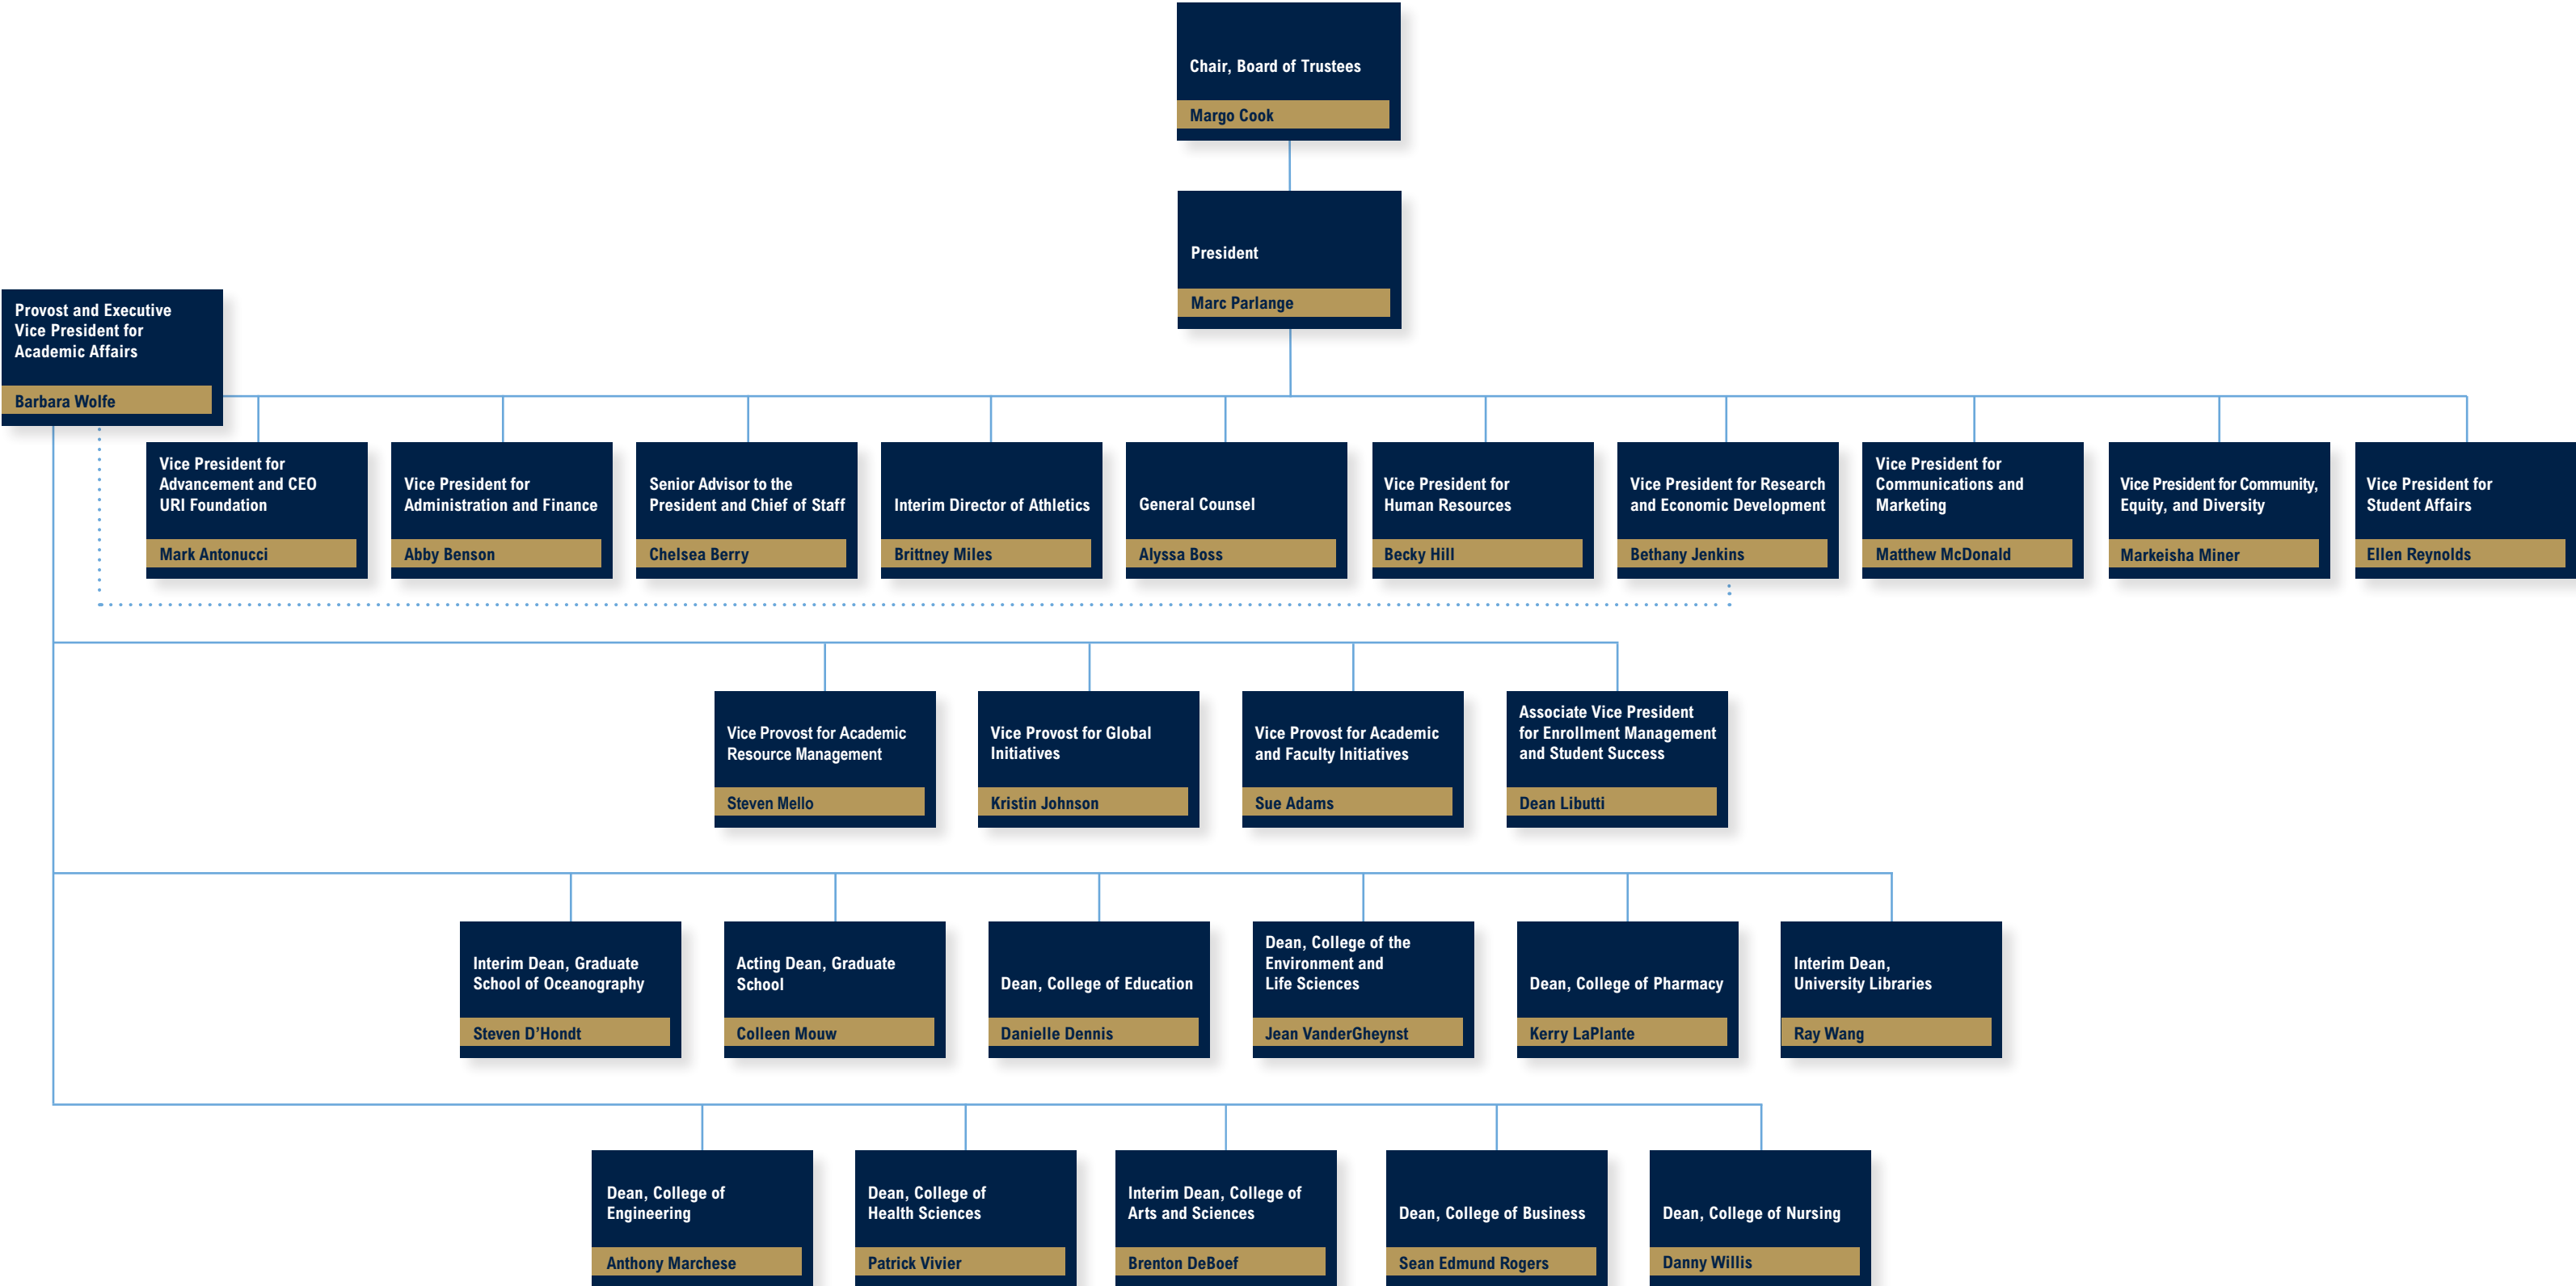 Chair, Board of Trustees
Margo Cook
President
Marc Parlange
Provost and Executive
Vice President for
Academic Affairs
Barbara Wolfe
Vice President for
Advancement and CEO
URI Foundation
Mark Antonucci
Vice President for
Administration and Finance
Abby Benson
Senior Advisor to the
President and Chief of Staff
Chelsea Berry
Interim Director of Athletics
Brittney Miles
General Counsel
Alyssa Boss
Vice President for
Human Resources
Becky Hill
Vice President for Research
and Economic Development
Bethany Jenkins
Vice President for
Communications and
Marketing
Matthew McDonald
Vice President for Community,
Equity, and Diversity
Markeisha Miner
Vice President for
Student Affairs
Ellen Reynolds
Vice Provost for Academic
Resource Management
Steven Mello
Vice Provost for Global
Initiatives
Kristin Johnson
Vice Provost for Academic
and Faculty Initiatives
Sue Adams
Associate Vice President
for Enrollment Management
and Student Success
Dean Libutti
Interim Dean, Graduate
School of Oceanography
Steven D’Hondt
Acting Dean, Graduate
School
Colleen Mouw
Dean, College of Education
Danielle Dennis
Dean, College of the
Environment and
Life Sciences
Jean VanderGheynst
Dean, College of Pharmacy
Kerry LaPlante
Interim Dean,
University Libraries
Ray Wang
Dean, College of
Engineering
Anthony Marchese
Dean, College of
Health Sciences
Patrick Vivier
Interim Dean, College of
Arts and Sciences
Brenton DeBoef
Dean, College of Business
Sean Edmund Rogers
Dean, College of Nursing
Danny Willis